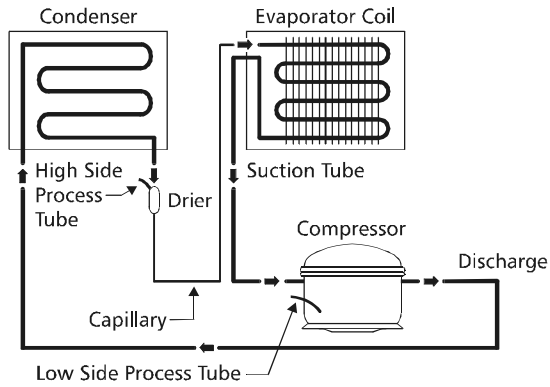 Condenser
Evaporator Coil
High Side
Process
Tube
Drier
Suction Tube
Compressor
Discharge
Capillary
Low Side Process Tube